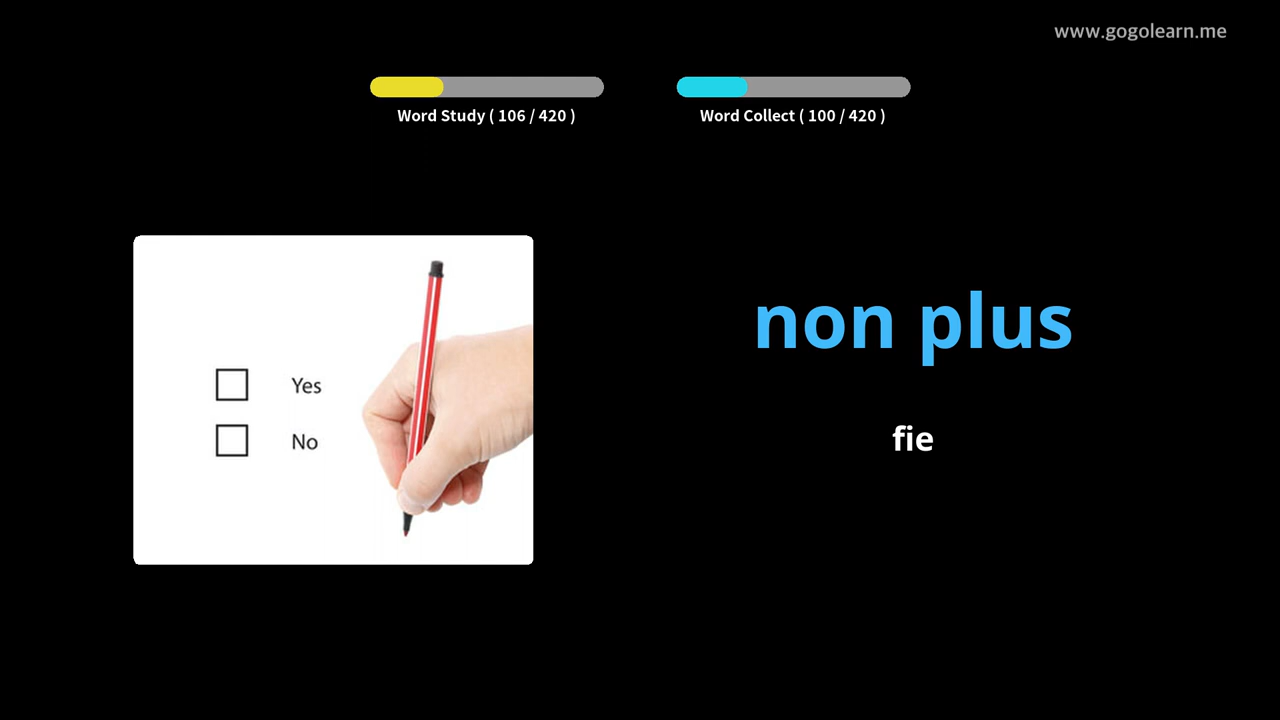 www.gogolearn.me
Word Study ( 106 / 420 )
Word Collect ( 100 / 420 )
Yes
No
non plus
fie